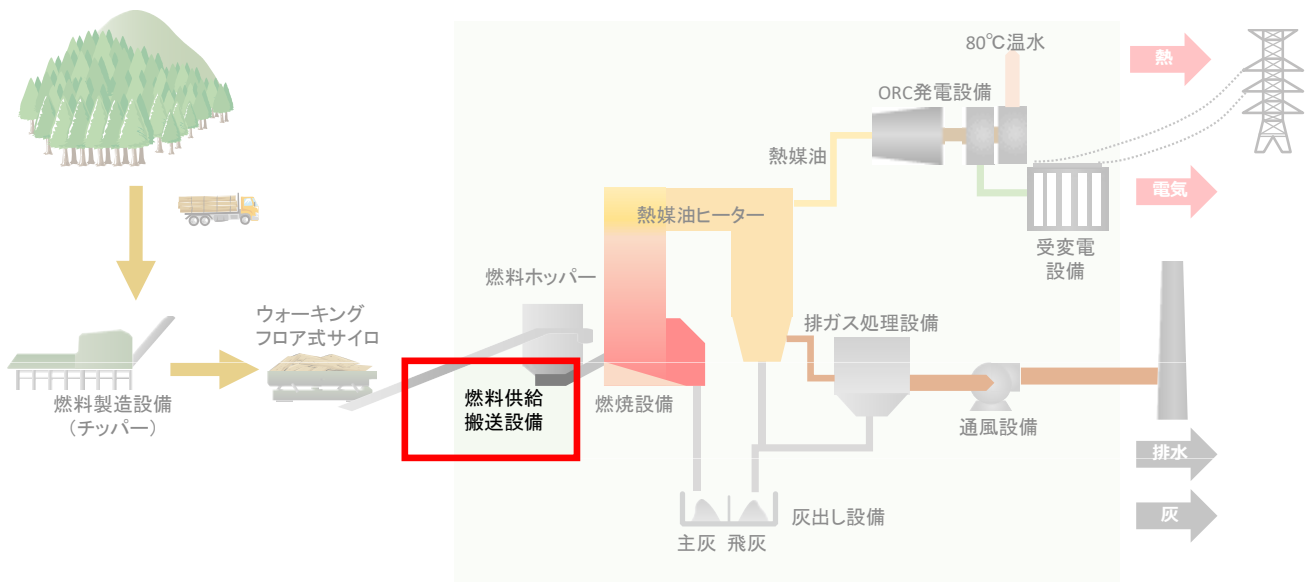 80℃温水
熱
ORC発電設備
熱媒油
電気
熱媒油ヒーター
受変電
設備
燃料ホッパー
ウォーキング
フロア式サイロ
排ガス処理設備
燃料製造設備
(チッパー)
燃料供給
搬送設備
燃焼設備
通風設備
排水
灰出し設備
灰
主灰
飛灰